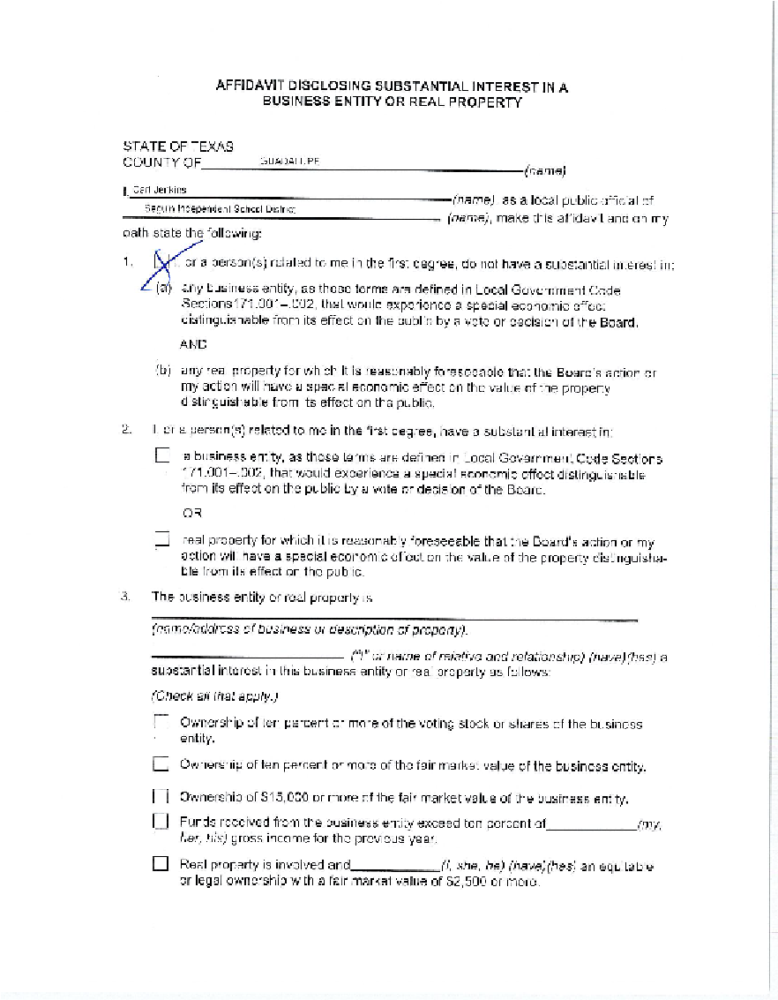 AFFIDAVIT DISCLOSING SUBSTANTIAL INTEREST IN A
BUSINESS ENTITY OR REAL PROPERTY
STATE OF TEXAS
COUNTY OF GUADALUPE (name)
I, Carl Jenkins (name) as a local public official of
Seguin Independent School District (name), make this affidavit and on my
oath state the following:
1. I, or a person(s) related to me in the first degree, do not have a substantial interest in:
(a) any business entity, as those terms are defined in Local Government Code
Sections171.001–.002, that would experience a special economic effect
distinguishable from its effect on the public by a vote or decision of the Board.
AND
(b) any real property for which it is reasonably foreseeable that the Board's action or
my action will have a special economic effect on the value of the property
distinguishable from its effect on the public.
2. I, or a person(s) related to me in the first degree, have a substantial interest in:
a business entity, as those terms are defined in Local Government Code Sections
171.001–.002, that would experience a special economic effect distinguishable
from its effect on the public by a vote or decision of the Board.
OR
real property for which it is reasonably foreseeable that the Board's action or my
action will have a special economic effect on the value of the property distinguisha-
ble from its effect on the public.
3. The business entity or real property is
(name/address of business or description of property).
("I" or name of relative and relationship) (have)(has) a
substantial interest in this business entity or real property as follows:
(Check all that apply.)
Ownership of ten percent or more of the voting stock or shares of the business
entity.
Ownership of ten percent or more of the fair market value of the business entity.
Ownership of $15,000 or more of the fair market value of the business entity.
Funds received from the business entity exceed ten percent of (my,
her, his) gross income for the previous year.
Real property is involved and (I, she, he) (have)(has) an equitable
or legal ownership with a fair market value of $2,500 or more.